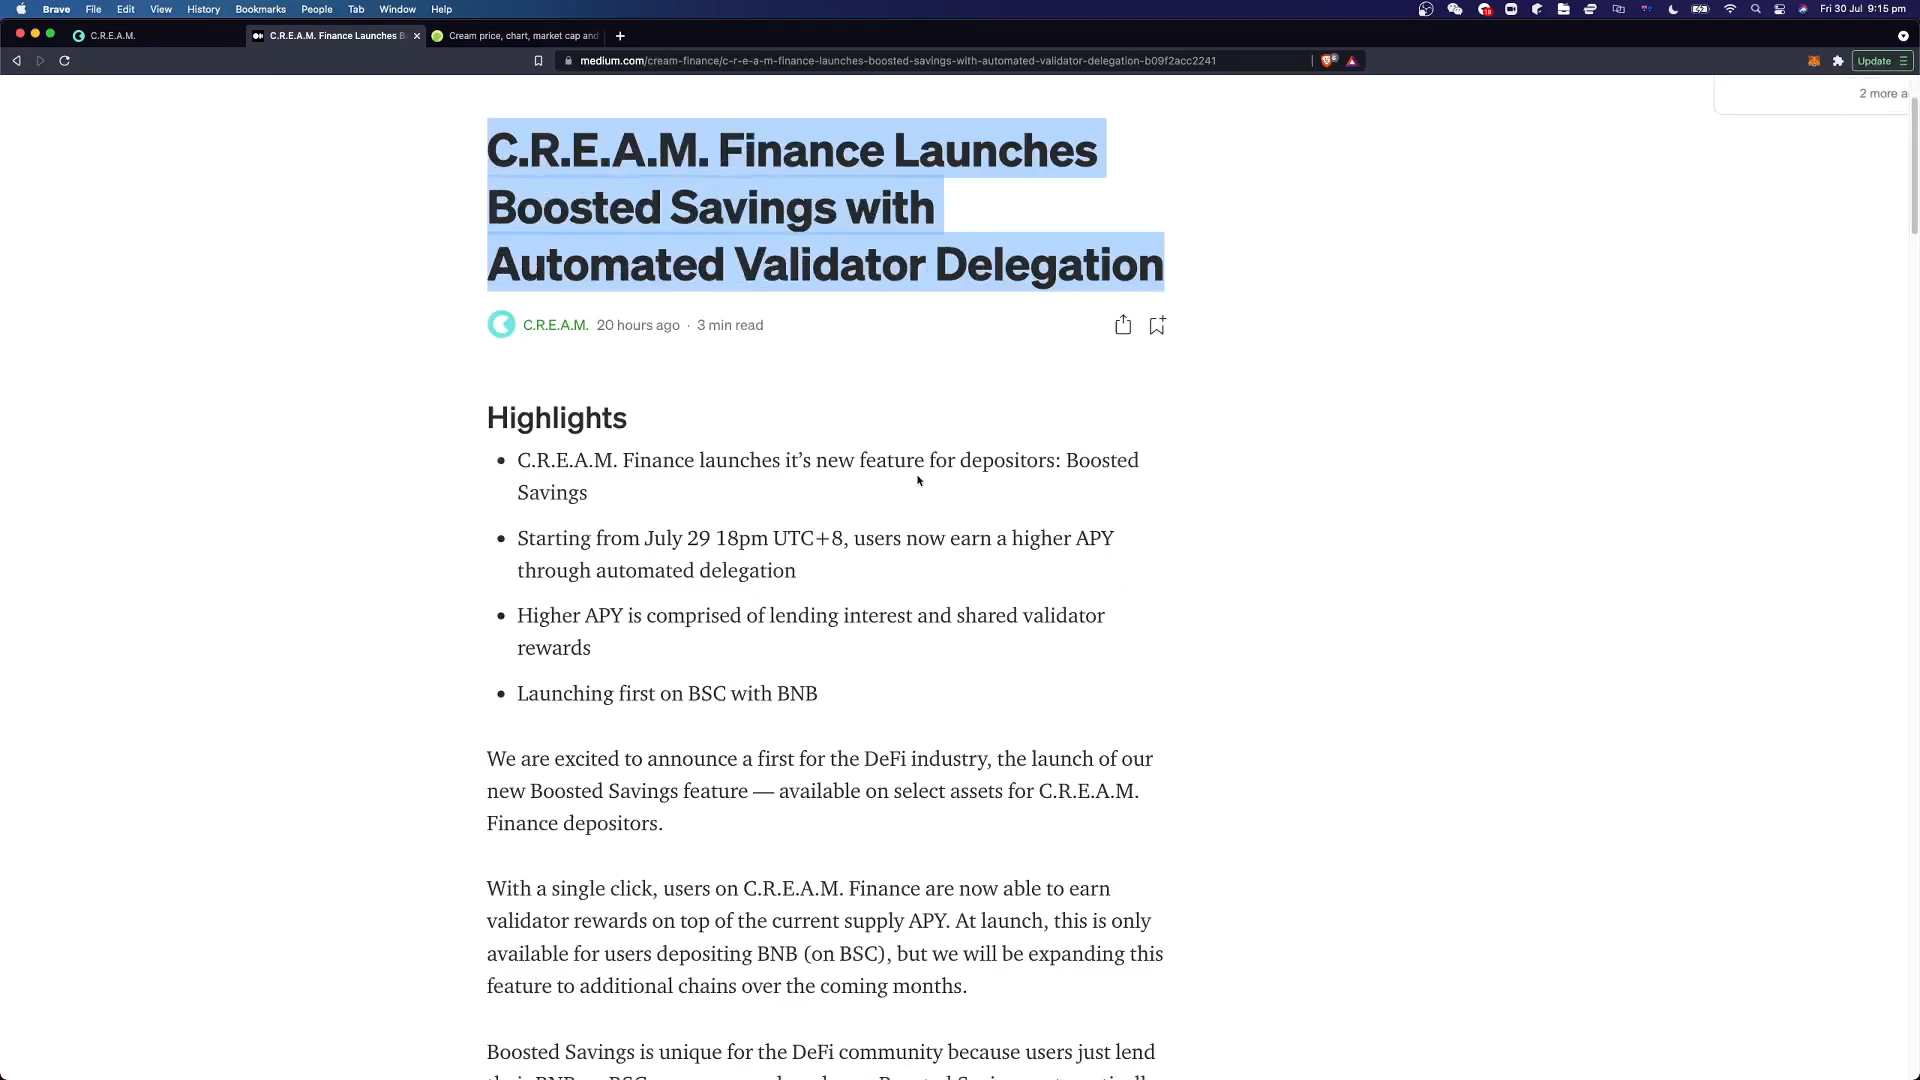 Brave File Edit View History Bookmarks People Tab Window Help
18
Fri 30 Jul 9:15 pm
C.R.E.A.M.
C.R.E.A.M. Finance Launches B
Cream price, chart, market cap and
medium.com/cream-finance/c-r-e-a-m-finance-launches-boosted-savings-with-automated-validator-delegation-b09f2acc2241
6
Update
2 more a
C.R.E.A.M. Finance Launches
Boosted Savings with
Automated Validator Delegation
C.R.E.A.M. 20 hours ago · 3 min read
Highlights
• C.R.E.A.M. Finance launches it’s new feature for depositors: Boosted
Savings
• Starting from July 29 18pm UTC+8, users now earn a higher APY
through automated delegation
• Higher APY is comprised of lending interest and shared validator
rewards
• Launching first on BSC with BNB
We are excited to announce a first for the DeFi industry, the launch of our
new Boosted Savings feature — available on select assets for C.R.E.A.M.
Finance depositors.
With a single click, users on C.R.E.A.M. Finance are now able to earn
validator rewards on top of the current supply APY. At launch, this is only
available for users depositing BNB (on BSC), but we will be expanding this
feature to additional chains over the coming months.
Boosted Savings is unique for the DeFi community because users just lend